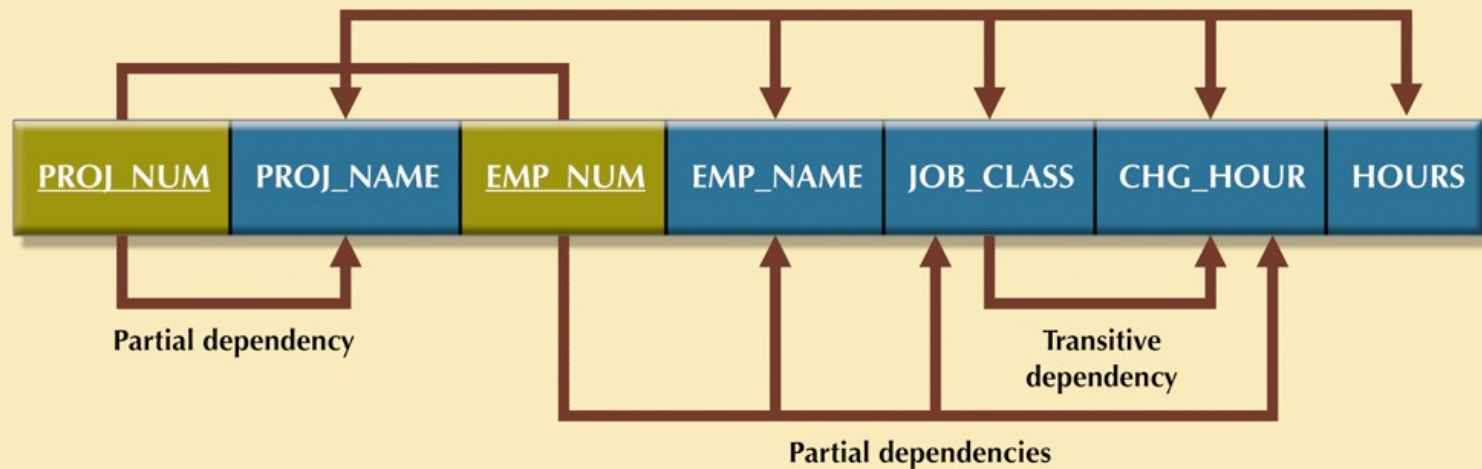 PROJ_NUM PROJ_NAME EMP_NUM EMP_NAME JOB_CLASS CHG_HOUR HOURS
Partial dependency
Transitive
dependency
Partial dependencies